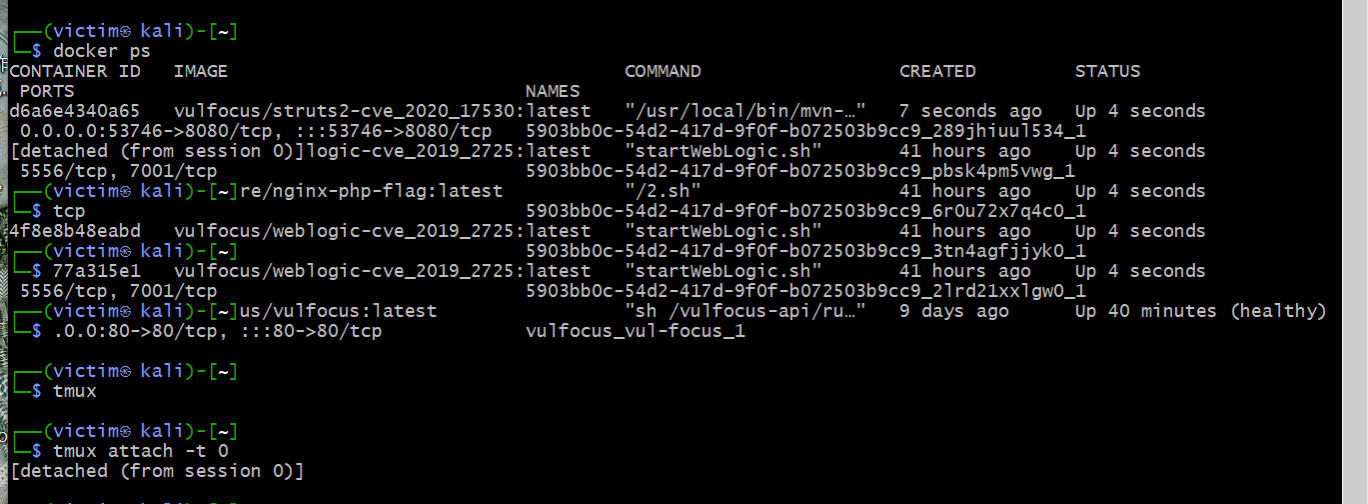 (victim㉿ kali)-[~]
$ docker ps
CONTAINER ID   IMAGE   COMMAND   CREATED   STATUS
PORTS   NAMES
d6a6e4340a65   vulfocus/struts2-cve_2020_17530:latest   "/usr/local/bin/mvn-…"   7 seconds ago   Up 4 seconds
0.0.0.0:53746->8080/tcp, :::53746->8080/tcp   5903bb0c-54d2-417d-9f0f-b072503b9cc9_289jhiuul534_1
[detached (from session 0)]logic-cve_2019_2725:latest   "startWebLogic.sh"   41 hours ago   Up 4 seconds
5556/tcp, 7001/tcp   5903bb0c-54d2-417d-9f0f-b072503b9cc9_pbsk4pm5vwg_1
(victim㉿ kali)-[~]re/nginx-php-flag:latest   "/2.sh"   41 hours ago   Up 4 seconds
$ tcp   5903bb0c-54d2-417d-9f0f-b072503b9cc9_6r0u72x7q4c0_1
4f8e8b48eabd   vulfocus/weblogic-cve_2019_2725:latest   "startWebLogic.sh"   41 hours ago   Up 4 seconds
(victim㉿ kali)-[~]   5903bb0c-54d2-417d-9f0f-b072503b9cc9_3tn4agfjjyk0_1
$ 77a315e1   vulfocus/weblogic-cve_2019_2725:latest   "startWebLogic.sh"   41 hours ago   Up 4 seconds
5556/tcp, 7001/tcp   5903bb0c-54d2-417d-9f0f-b072503b9cc9_2lrd21xxlgw0_1
(victim㉿ kali)-[~]us/vulfocus:latest   "sh /vulfocus-api/ru…"   9 days ago   Up 40 minutes (healthy)
$ .0.0:80->80/tcp, :::80->80/tcp   vulfocus_vul-focus_1
(victim㉿ kali)-[~]
$ tmux
(victim㉿ kali)-[~]
$ tmux attach -t 0
[detached (from session 0)]